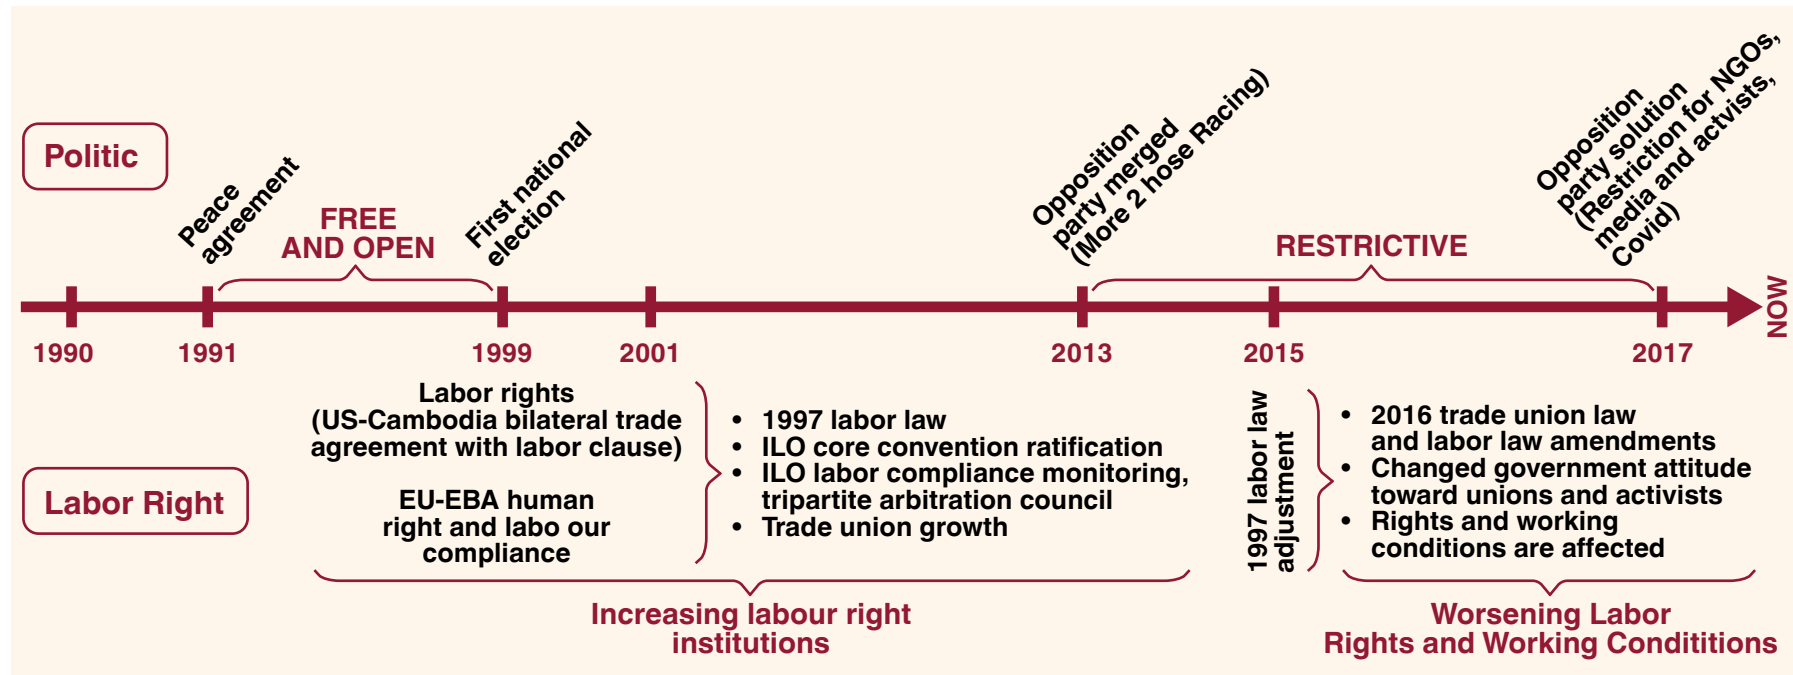 Politic
Peace
agreement
FREE
AND OPEN
First national
election
Opposition
party merged
(More 2 hose Racing)
RESTRICTIVE
Opposition
party solution
(Restriction for NGOs,
media and actvists,
Covid)
NOW
1990
1991
1999
2001
2013
2015
2017
Labor Right
Labor rights
(US-Cambodia bilateral trade
agreement with labor clause)
EU-EBA human
right and labo our
compliance
• 1997 labor law
• ILO core convention ratification
• ILO labor compliance monitoring,
tripartite arbitration council
• Trade union growth
1997 labor law
adjustment
• 2016 trade union law
and labor law amendments
• Changed government attitude
toward unions and activists
• Rights and working
conditions are affected
Increasing labour right
institutions
Worsening Labor
Rights and Working Condititions